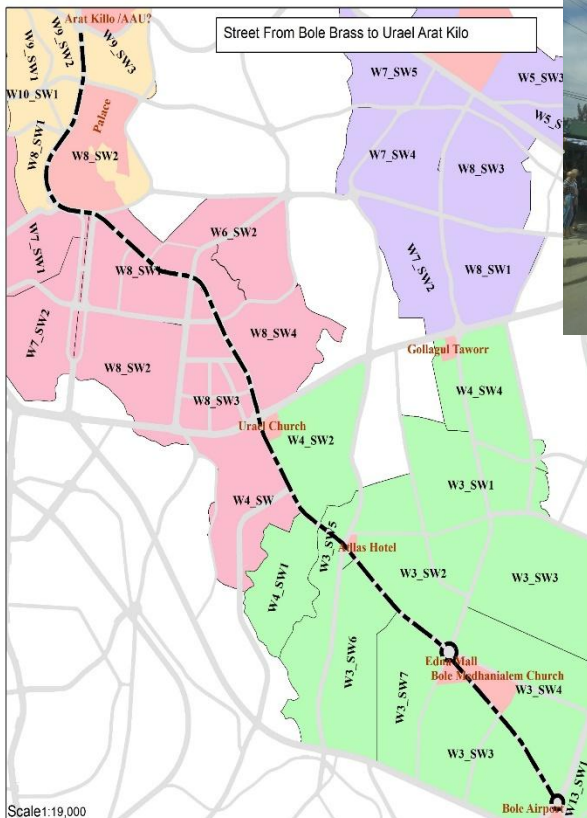 Street From Bole Brass to Urael Arat Kilo
Arat Killo /AAU?
W9_SW1
W9_SW2
W9_SW3
W10_SW1
W8_SW1
Palace
W8_SW2
W7_SW5
W5_SW3
W7_SW4
W8_SW3
W7_SW2
W8_SW1
W7_SW1
W6_SW2
W7_SW2
W8_SW2
W8_SW4
W8_SW3
Gollagul Taworr
W4_SW4
Urael Church
W4_SW2
W4_SW
W3_SW1
W4_SW1
W3_SW5
Atlas Hotel
W3_SW2
W3_SW3
W3_SW6
W3_SW7
Edna Mall
Bole Medhanialem Church
W3_SW4
W3_SW3
W13_SW1
Bole Airport
Scale1:19,000